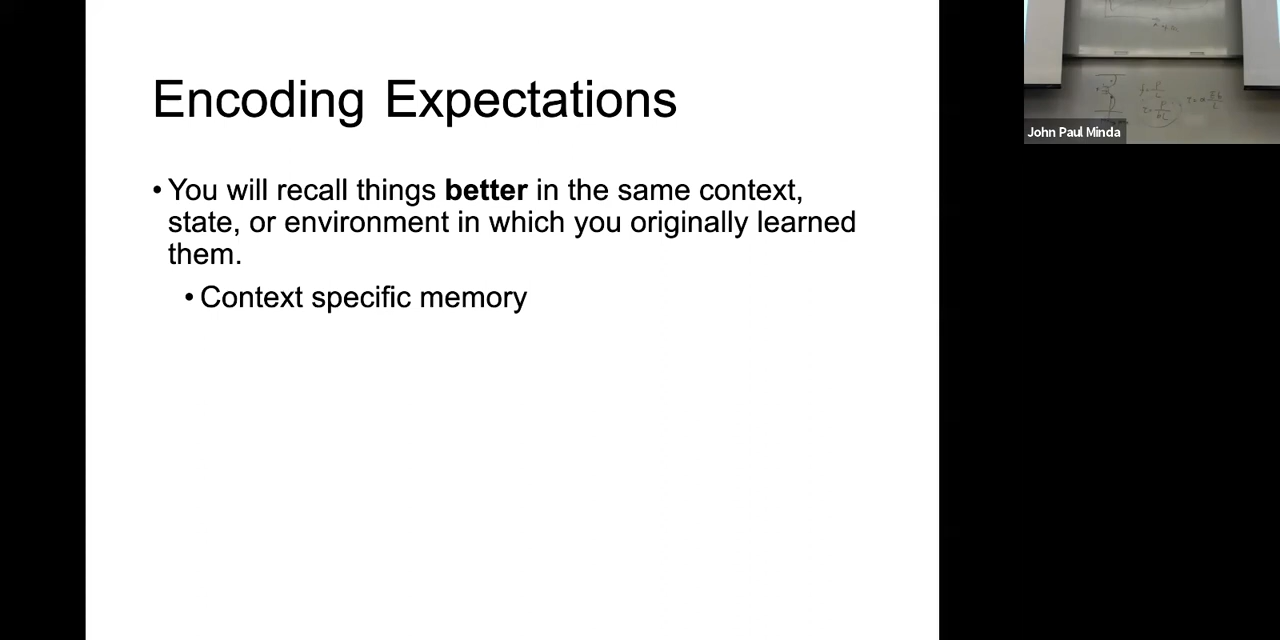 Encoding Expectations
• You will recall things better in the same context,
state, or environment in which you originally learned
them.
• Context specific memory
John Paul Minda